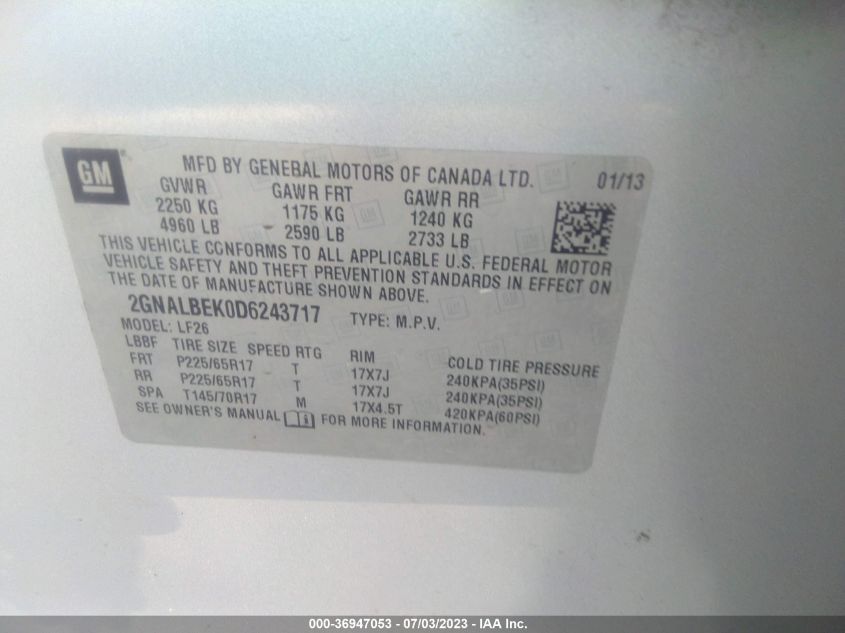 GM
MFD BY GENERAL MOTORS OF CANADA LTD. 01/13
GVWR GAWR FRT GAWR RR
2250 KG 1175 KG 1240 KG
4960 LB 2590 LB 2733 LB
THIS VEHICLE CONFORMS TO ALL APPLICABLE U.S. FEDERAL MOTOR
VEHICLE SAFETY AND THEFT PREVENTION STANDARDS IN EFFECT ON
THE DATE OF MANUFACTURE SHOWN ABOVE.
2GNALBEK0D6243717 TYPE: M.P.V.
MODEL: LF26
LBBF TIRE SIZE SPEED RTG RIM COLD TIRE PRESSURE
FRT P225/65R17 T 17X7J 240KPA(35PSI)
RR P225/65R17 T 17X7J 240KPA(35PSI)
SPA T145/70R17 M 17X4.5T 420KPA(60PSI)
SEE OWNER'S MANUAL FOR MORE INFORMATION.
000-36947053 - 07/03/2023 - IAA Inc.